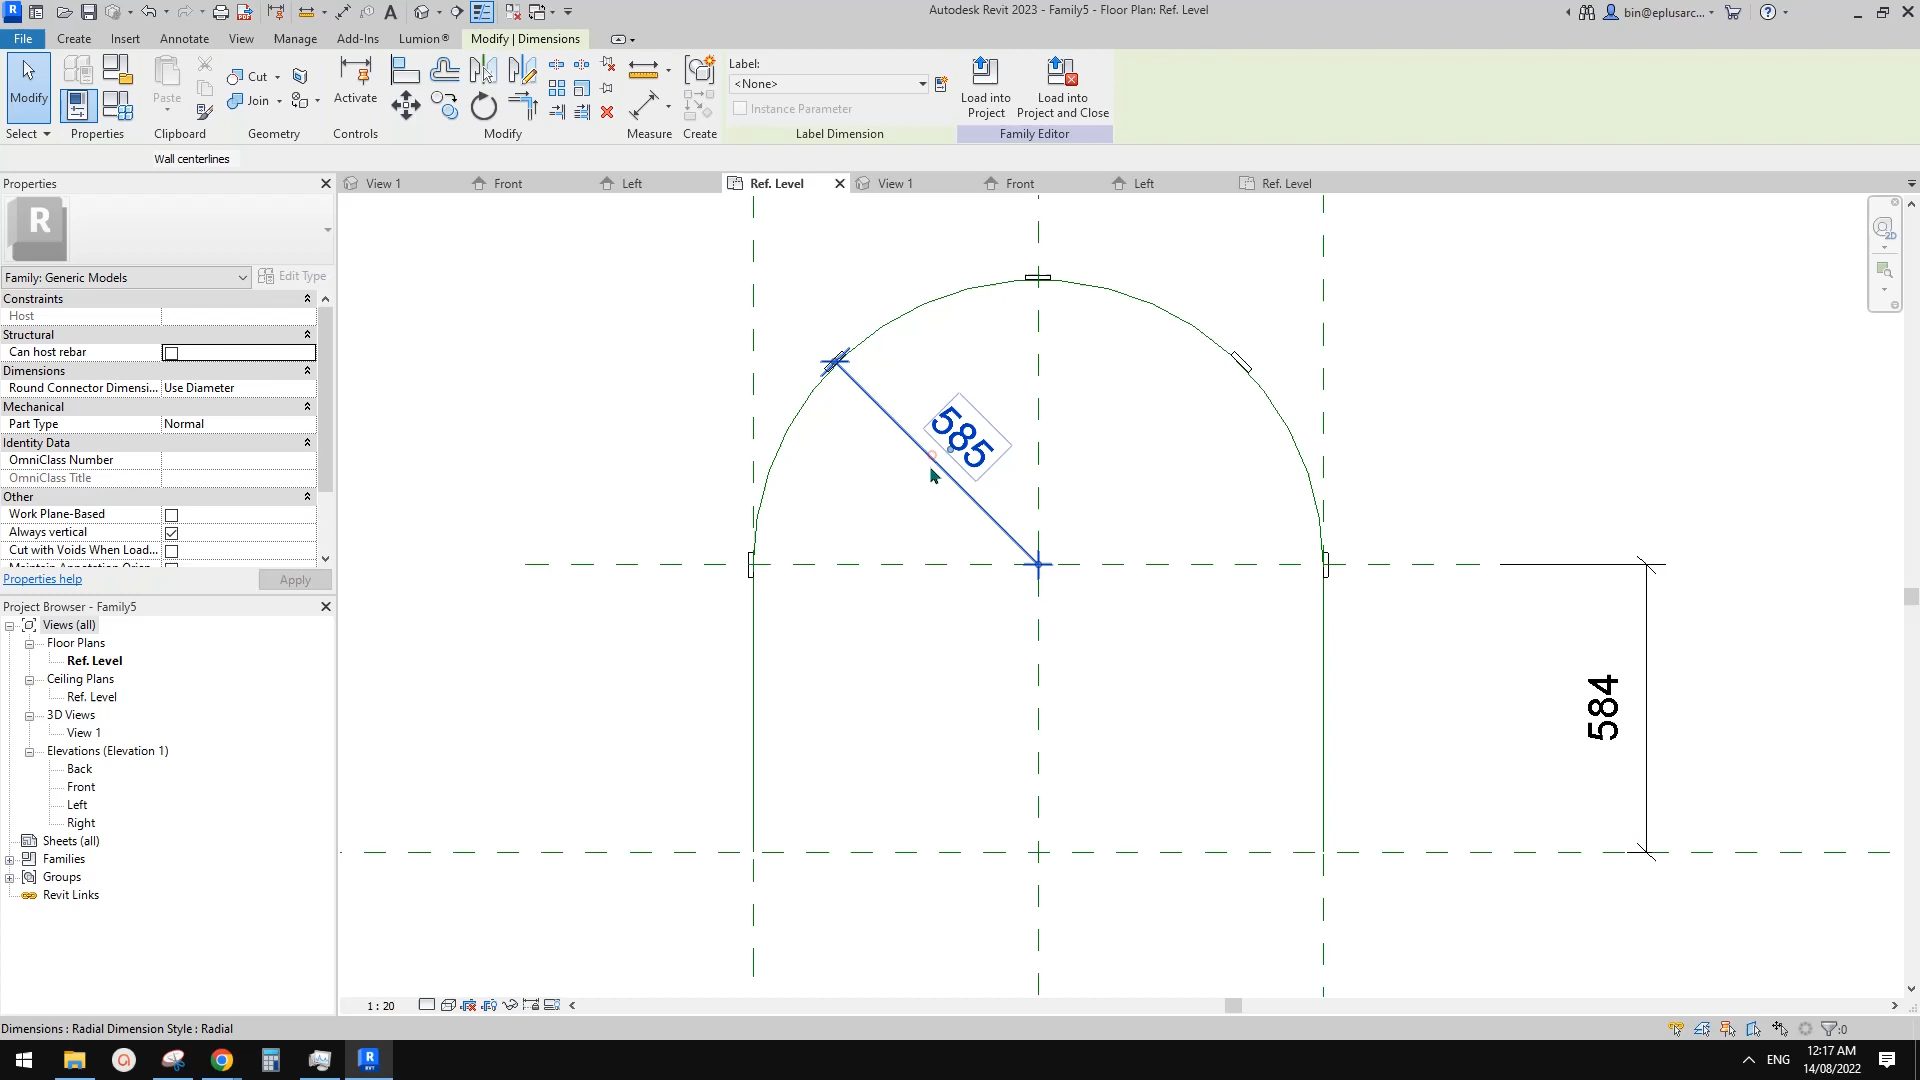 Autodesk Revit 2023 - Family5 - Floor Plan: Ref. Level
bin@eplusarc...
File Create Insert Annotate View Manage Add-Ins Lumion® Modify | Dimensions
Modify
Paste
Cut
Join
Activate
Label:
<None>
Instance Parameter
Load into Project
Load into Project and Close
Select Properties Clipboard Geometry Controls Modify Measure Create Label Dimension Family Editor
Wall centerlines
Properties
View 1 Front Left Ref. Level View 1 Front Left Ref. Level
R
Family: Generic Models
Edit Type
Constraints
Host
Structural
Can host rebar
Dimensions
Round Connector Dimensi... Use Diameter
Mechanical
Part Type Normal
Identity Data
OmniClass Number
OmniClass Title
Other
Work Plane-Based
Always vertical
Cut with Voids When Load...
Properties help
Apply
Project Browser - Family5
Views (all)
Floor Plans
Ref. Level
Ceiling Plans
Ref. Level
3D Views
View 1
Elevations (Elevation 1)
Back
Front
Left
Right
Sheets (all)
Families
Groups
Revit Links
585
584
2D
1 : 20
Dimensions : Radial Dimension Style : Radial
:0
ENG
12:17 AM
14/08/2022